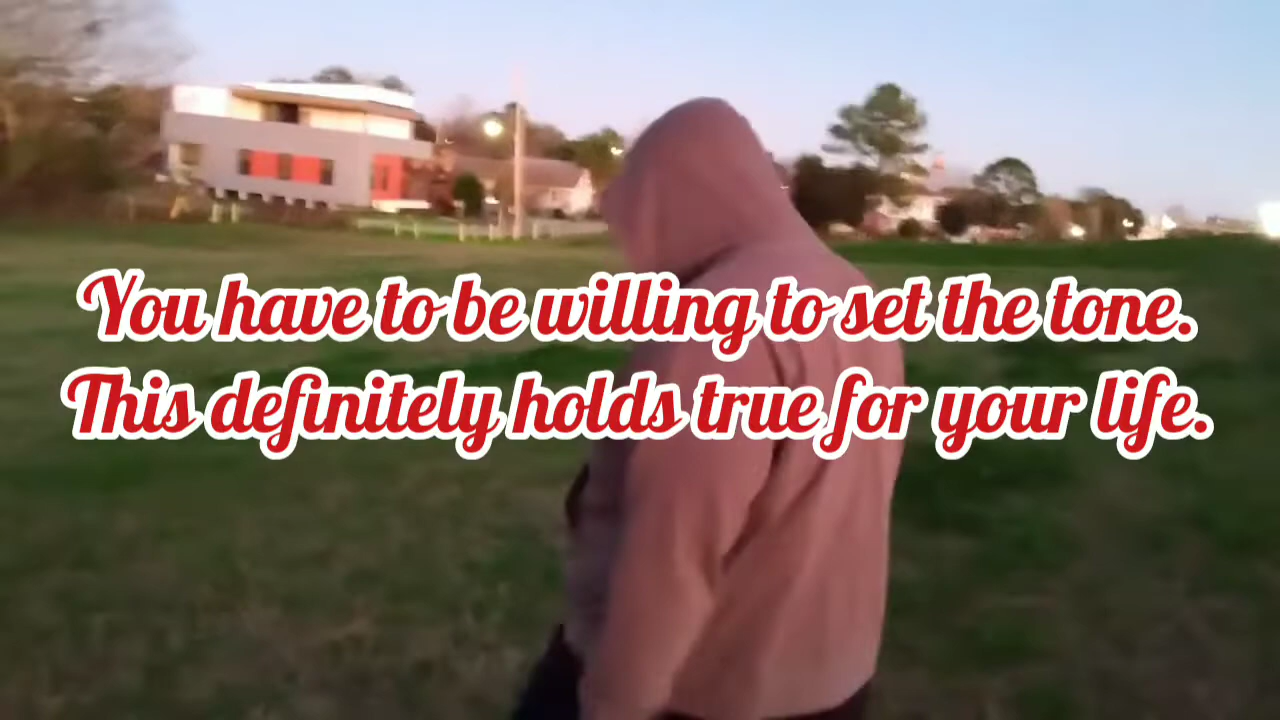 You have to be willing to set the tone.
This definitely holds true for your life.